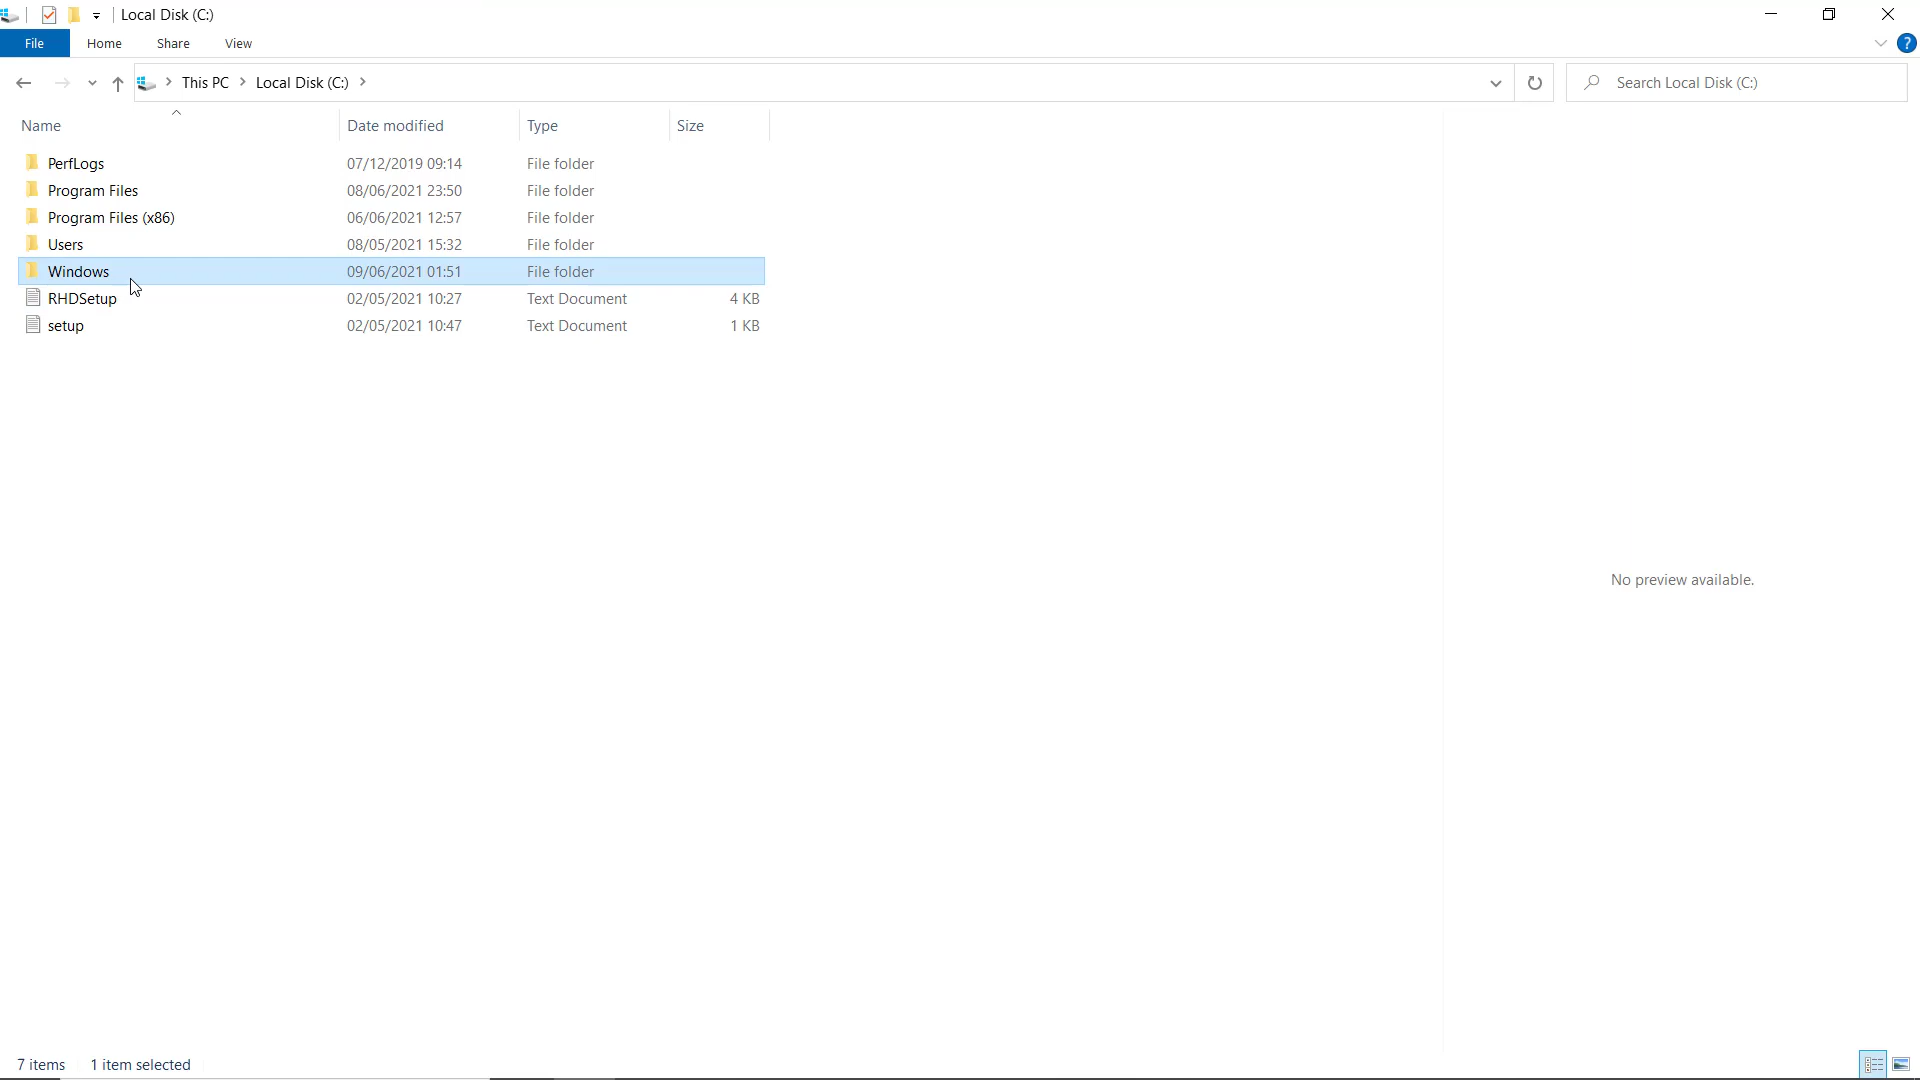 Local Disk (C:)
File Home Share View
This PC Local Disk (C:) Search Local Disk (C:)
Name Date modified Type Size
PerfLogs 07/12/2019 09:14 File folder
Program Files 08/06/2021 23:50 File folder
Program Files (x86) 06/06/2021 12:57 File folder
Users 08/05/2021 15:32 File folder
Windows 09/06/2021 01:51 File folder
RHDSetup 02/05/2021 10:27 Text Document 4 KB
setup 02/05/2021 10:47 Text Document 1 KB
No preview available.
7 items 1 item selected